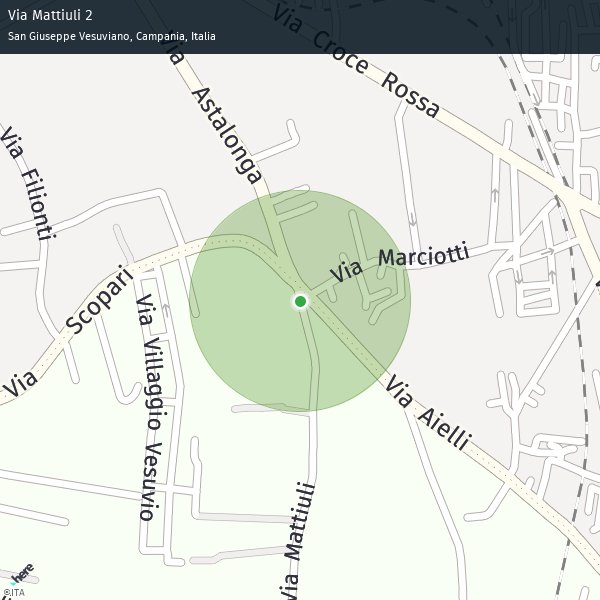 Via Mattiuli 2
San Giuseppe Vesuviano, Campania, Italia
Via Croce Rossa
Via Astalonga
Via Filionti
Via Marciotti
Via Scopari
Via Villaggio Vesuvio
Via Aielli
Via Mattiuli
here
©ITA